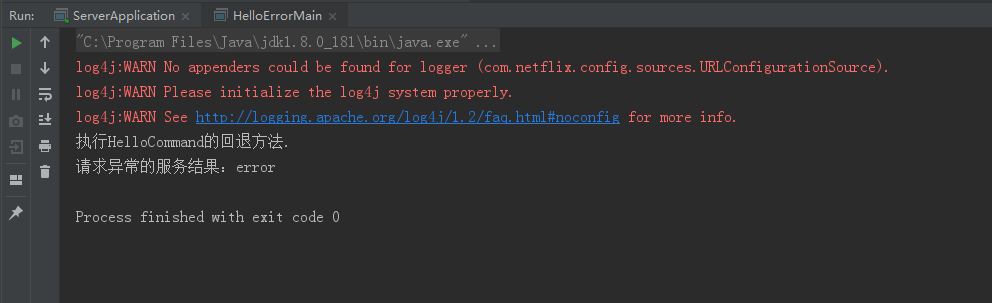 Run: ServerApplication × HelloErrorMain ×
"C:\Program Files\Java\jdk1.8.0_181\bin\java.exe" ...
log4j:WARN No appenders could be found for logger (com.netflix.config.sources.URLConfigurationSource).
log4j:WARN Please initialize the log4j system properly.
log4j:WARN See http://logging.apache.org/log4j/1.2/faq.html#noconfig for more info.
执行HelloCommand的回退方法.
请求异常的服务结果：error
Process finished with exit code 0